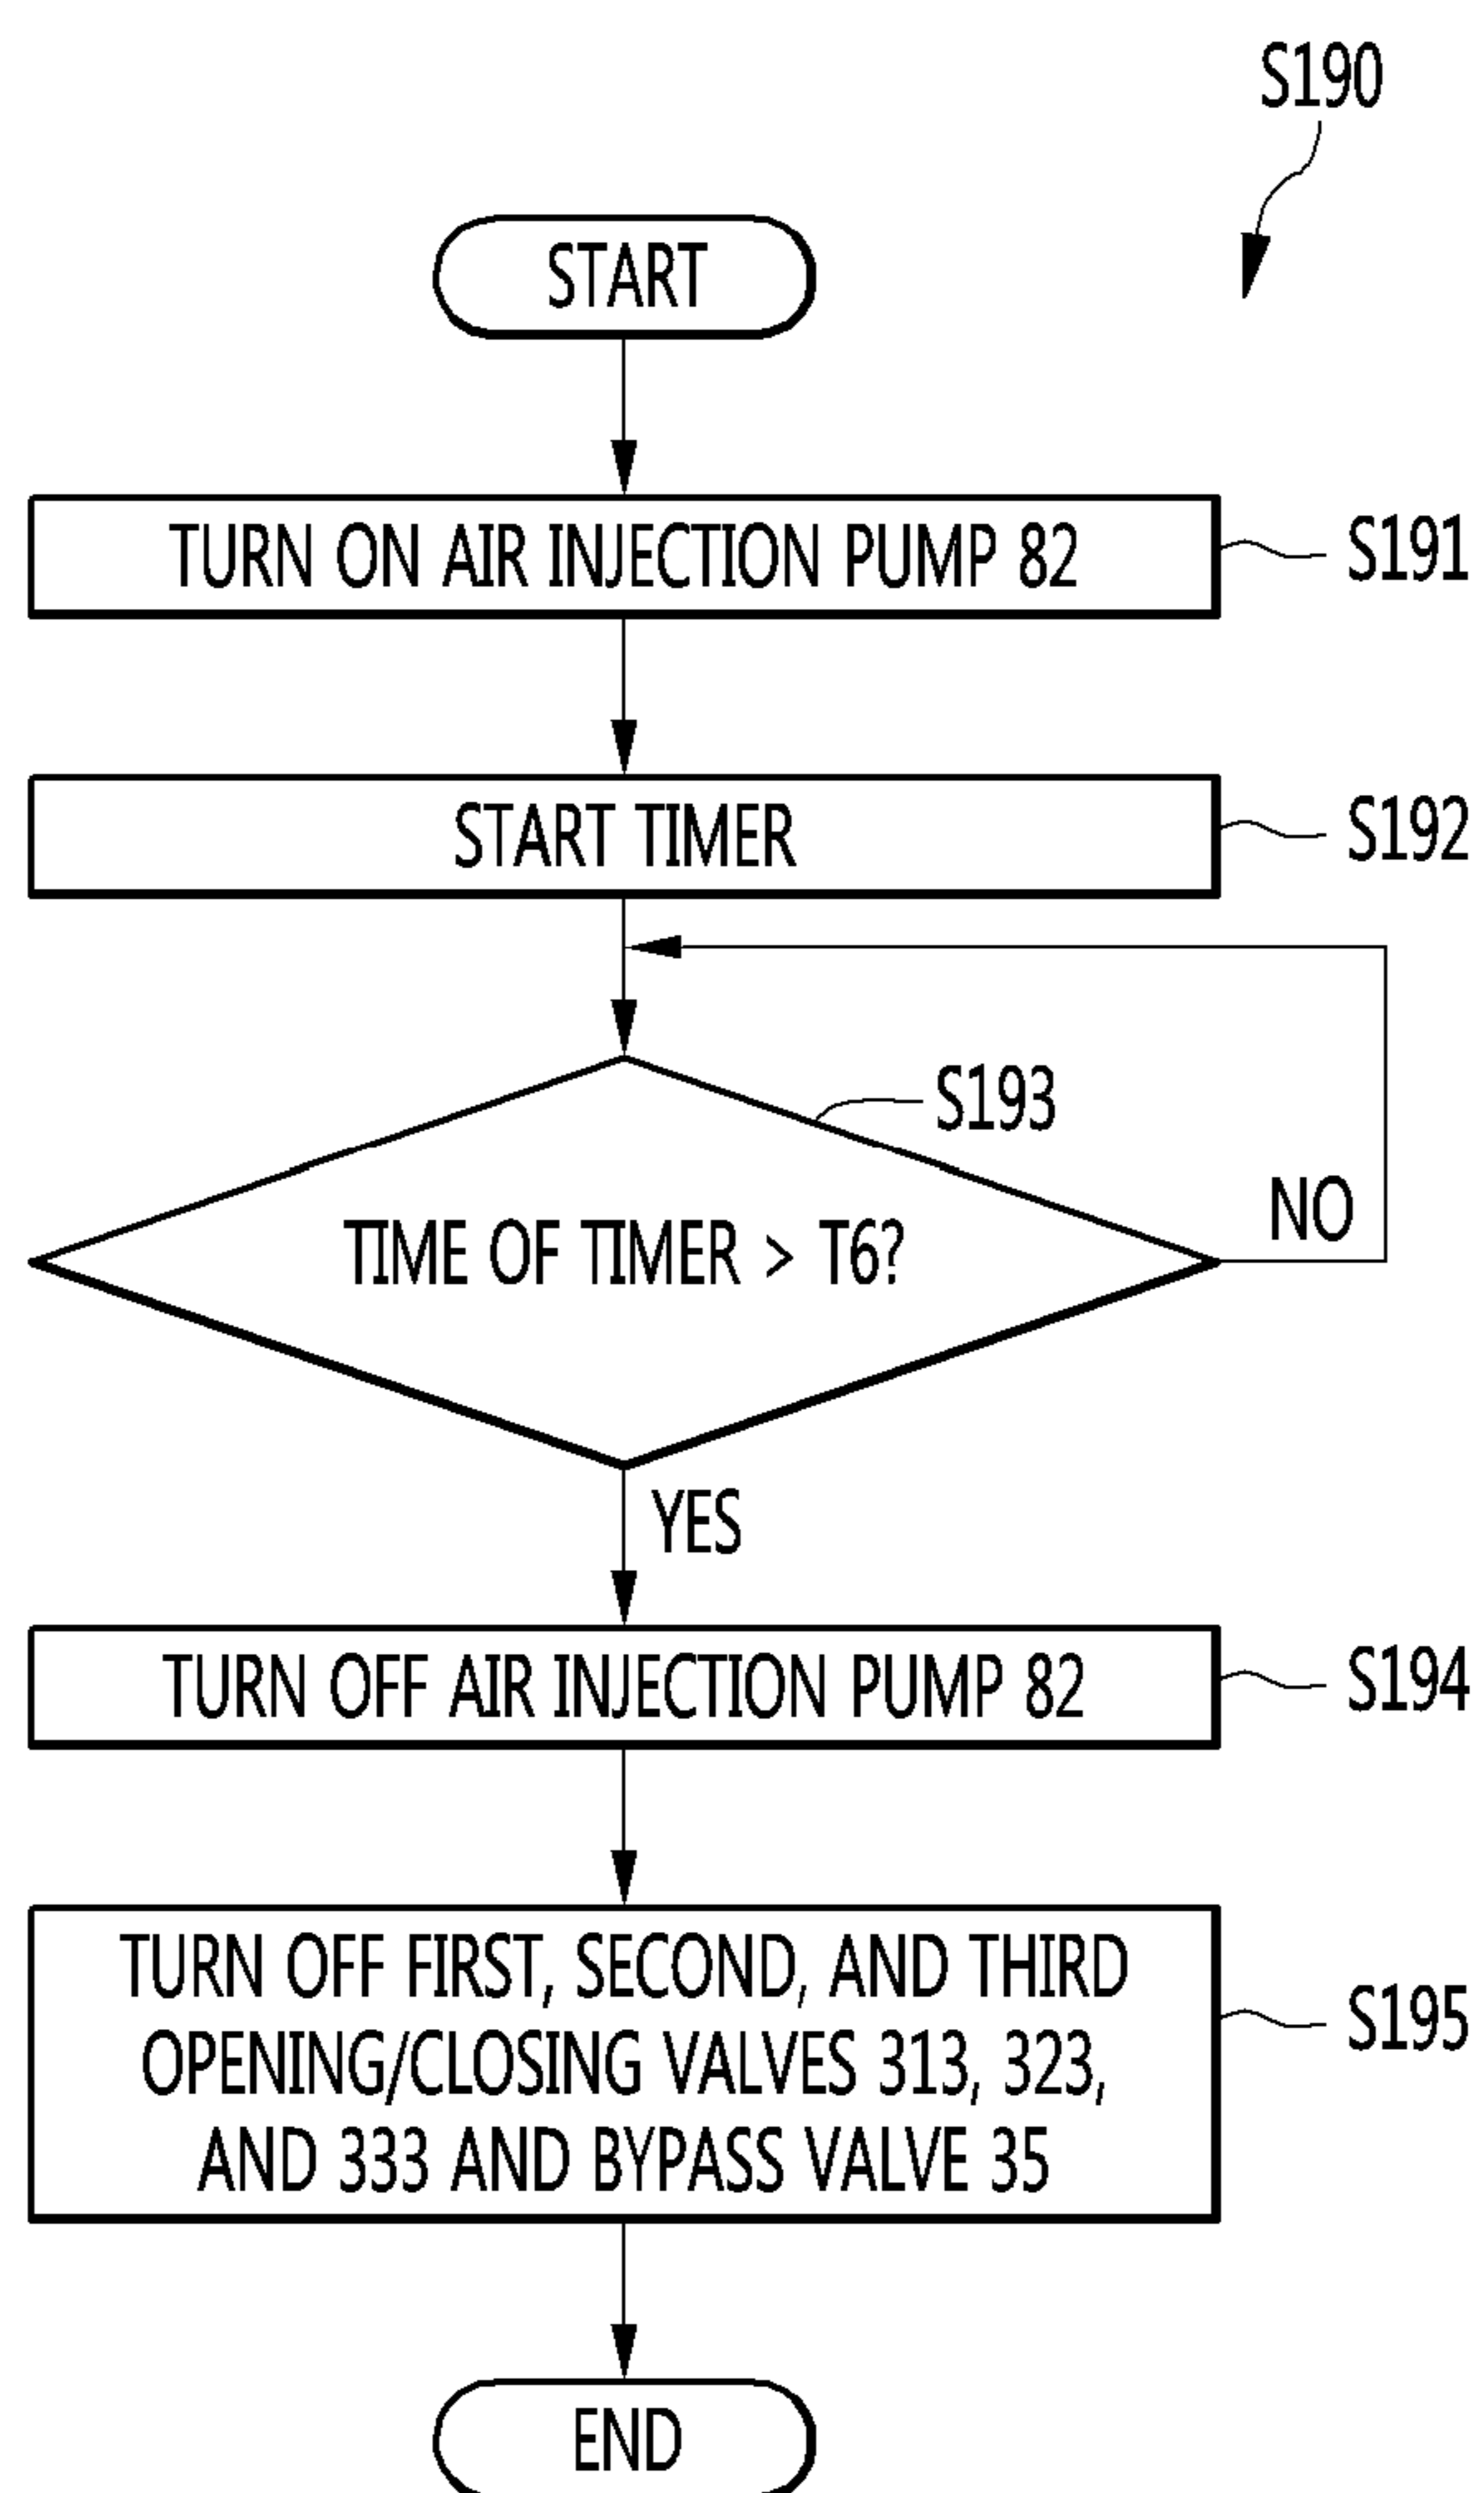 S190
START
TURN ON AIR INJECTION PUMP 82
S191
START TIMER
S192
S193
TIME OF TIMER > T6?
NO
YES
TURN OFF AIR INJECTION PUMP 82
S194
TURN OFF FIRST, SECOND, AND THIRD
OPENING/CLOSING VALVES 313, 323,
AND 333 AND BYPASS VALVE 35
S195
END